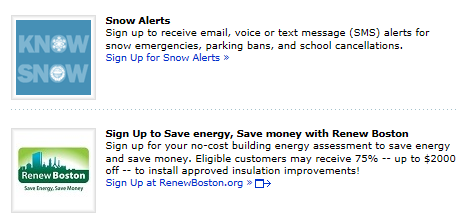 KNOW
SNOW
Snow Alerts
Sign up to receive email, voice or text message (SMS) alerts for
snow emergencies, parking bans, and school cancellations.
Sign Up for Snow Alerts »
Renew Boston
Save Energy, Save Money
Sign Up to Save energy, Save money with Renew Boston
Sign up for your no-cost building energy assessment to save energy
and save money. Eligible customers may receive 75% -- up to $2000
off -- to install approved insulation improvements!
Sign Up at RenewBoston.org »